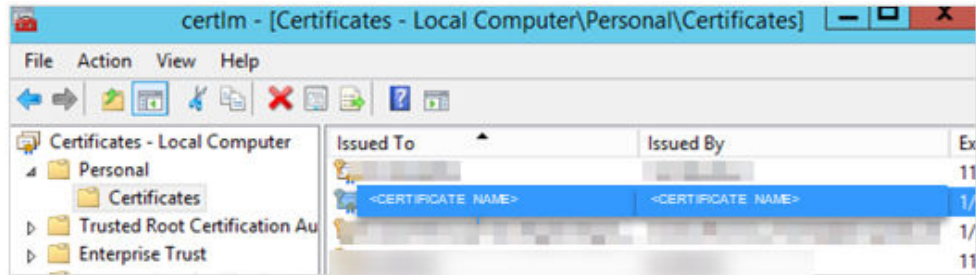 certlm - [Certificates - Local Computer\Personal\Certificates]
File Action View Help
Certificates - Local Computer
Issued To Issued By Ex
Personal
11
Certificates
<CERTIFICATE NAME> <CERTIFICATE NAME> 1/
Trusted Root Certification Au
1/
Enterprise Trust
11